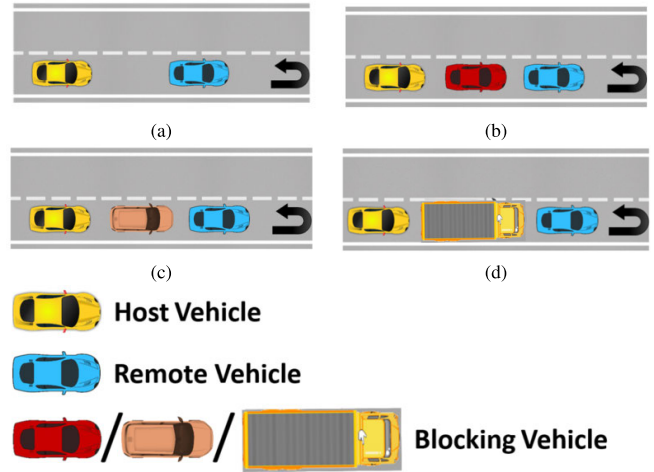 (a)
(b)
(c)
(d)
Host Vehicle
Remote Vehicle
/ / Blocking Vehicle